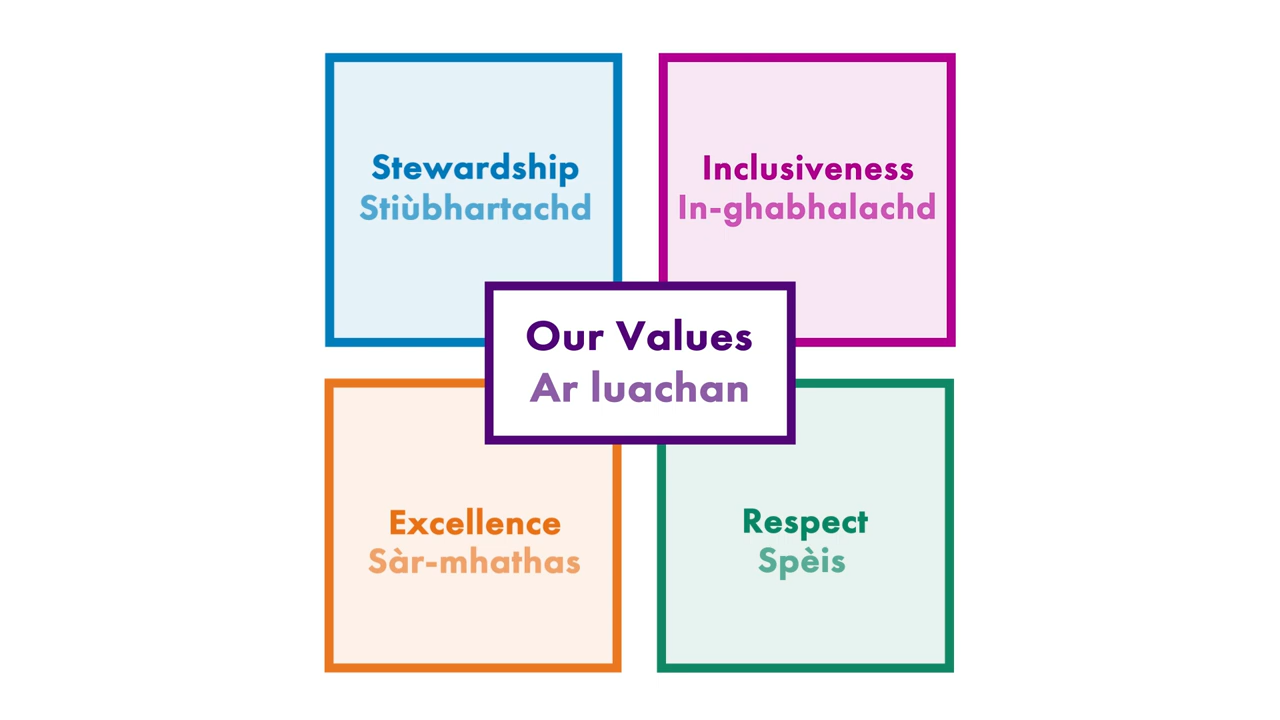 Stewardship
Stiùbhartachd
Inclusiveness
In-ghabhalachd
Our Values
Ar luachan
Excellence
Sàr-mhathas
Respect
Spèis